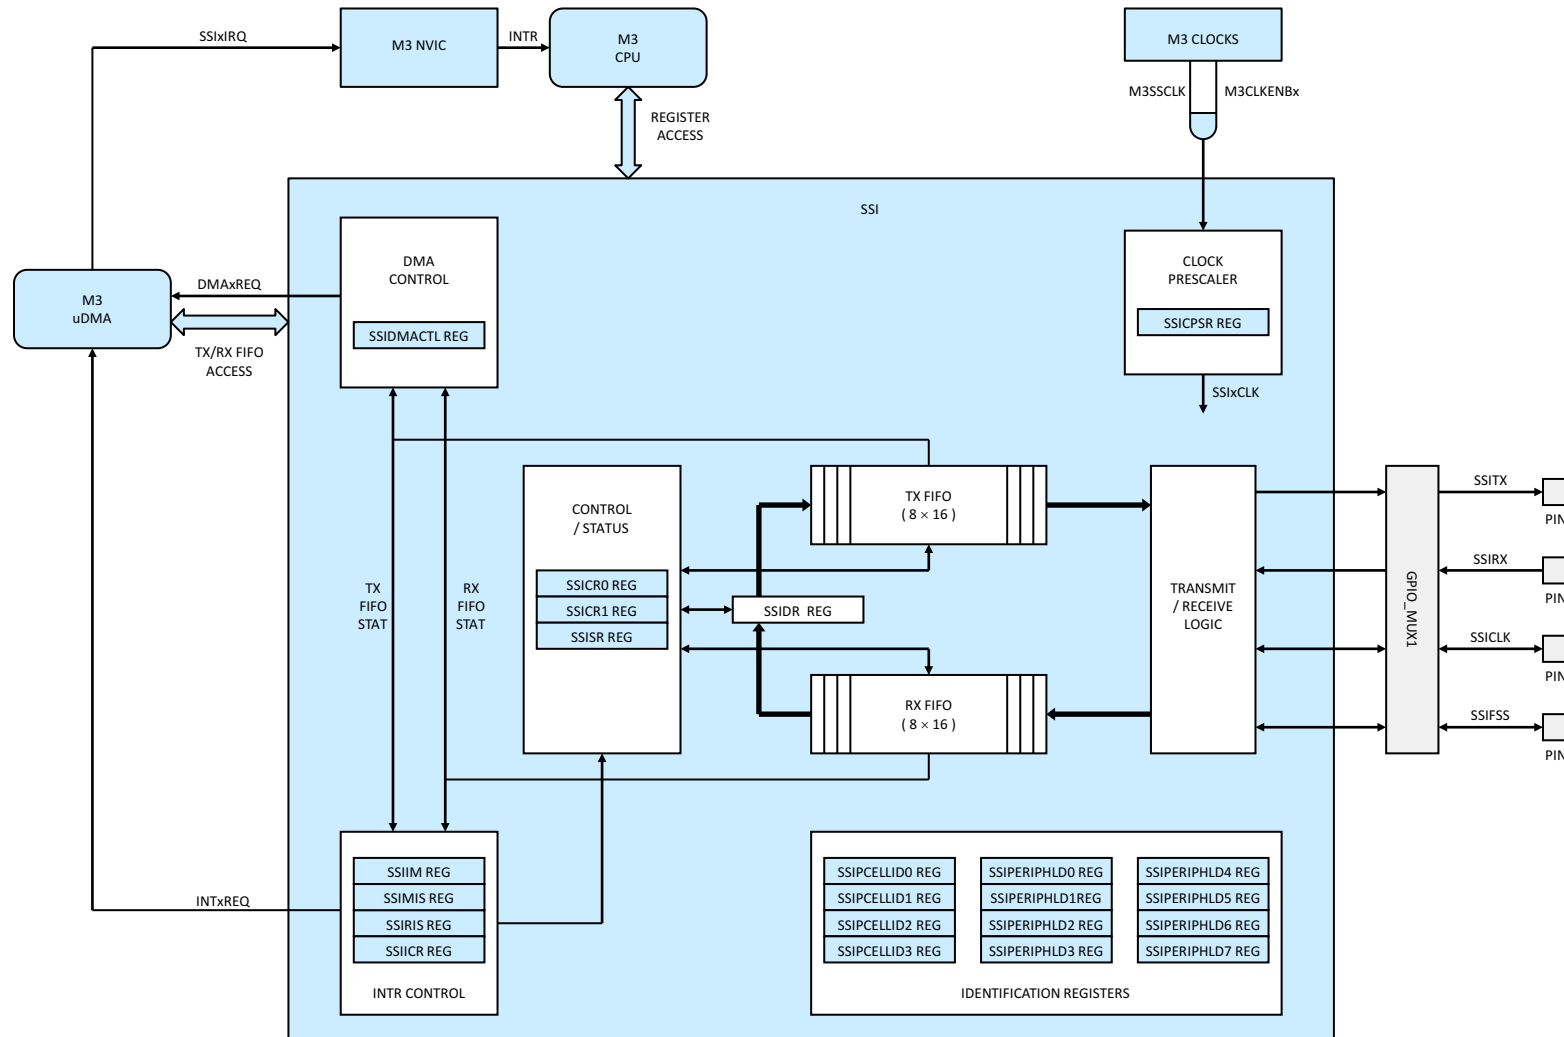 SSIxIRQ
M3 NVIC
INTR
M3
CPU
M3 CLOCKS
M3SSCLK
M3CLKENBx
REGISTER
ACCESS
SSI
DMA
CONTROL
SSIDMACTL REG
CLOCK
PRESCALER
SSICPSR REG
SSIxCLK
M3
uDMA
DMAxREQ
TX/RX FIFO
ACCESS
CONTROL
/ STATUS
SSICR0 REG
SSICR1 REG
SSISR REG
TX FIFO
( 8 × 16 )
SSIDR REG
RX FIFO
( 8 × 16 )
TRANSMIT
/ RECEIVE
LOGIC
GPIO_MUX1
SSITX
PIN
SSIRX
PIN
SSICLK
PIN
SSIFSS
PIN
TX
FIFO
STAT
RX
FIFO
STAT
INTxREQ
SSIIM REG
SSIMIS REG
SSIRIS REG
SSIICR REG
INTR CONTROL
SSIPCELLID0 REG
SSIPCELLID1 REG
SSIPCELLID2 REG
SSIPCELLID3 REG
SSIPERIPHLD0 REG
SSIPERIPHLD1REG
SSIPERIPHLD2 REG
SSIPERIPHLD3 REG
SSIPERIPHLD4 REG
SSIPERIPHLD5 REG
SSIPERIPHLD6 REG
SSIPERIPHLD7 REG
IDENTIFICATION REGISTERS